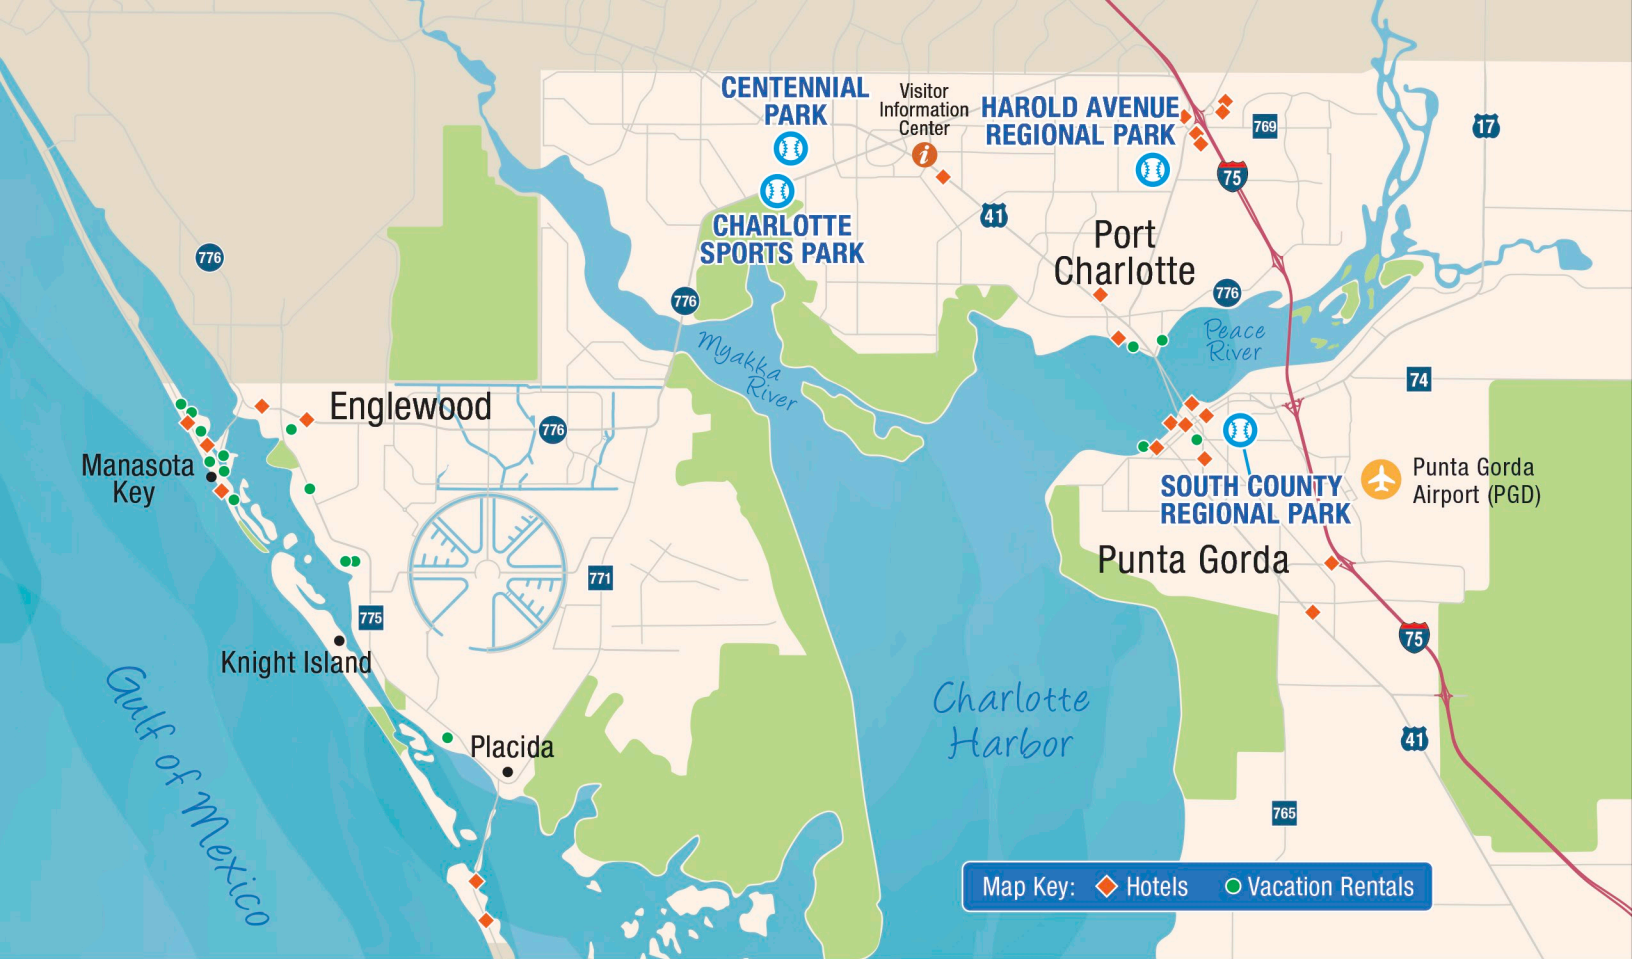 CENTENNIAL
PARK
Visitor
Information
Center
i
HAROLD AVENUE
REGIONAL PARK
769
17
75
41
CHARLOTTE
SPORTS PARK
776
Port
Charlotte
776
776
Myakka
River
Peace
River
74
Englewood
776
Manasota
Key
SOUTH COUNTY
REGIONAL PARK
Punta Gorda
Airport (PGD)
Punta Gorda
771
775
75
Knight Island
Gulf of Mexico
Charlotte
Harbor
41
Placida
765
Map Key: Hotels Vacation Rentals